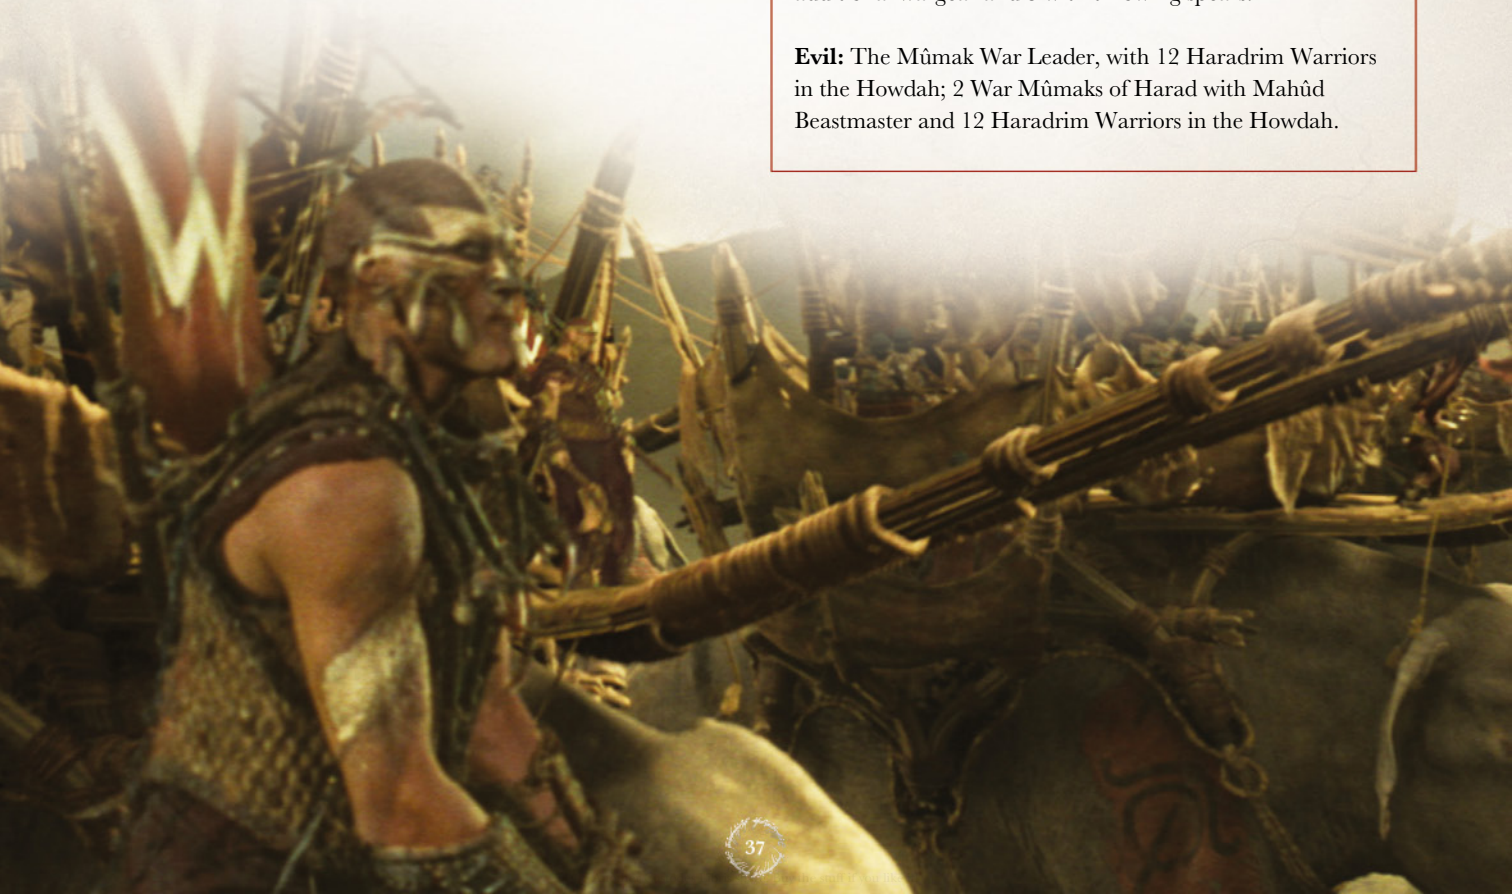 Evil: The Mûmak War Leader, with 12 Haradrim Warriors
in the Howdah; 2 War Mûmaks of Harad with Mahûd
Beastmaster and 12 Haradrim Warriors in the Howdah.
37